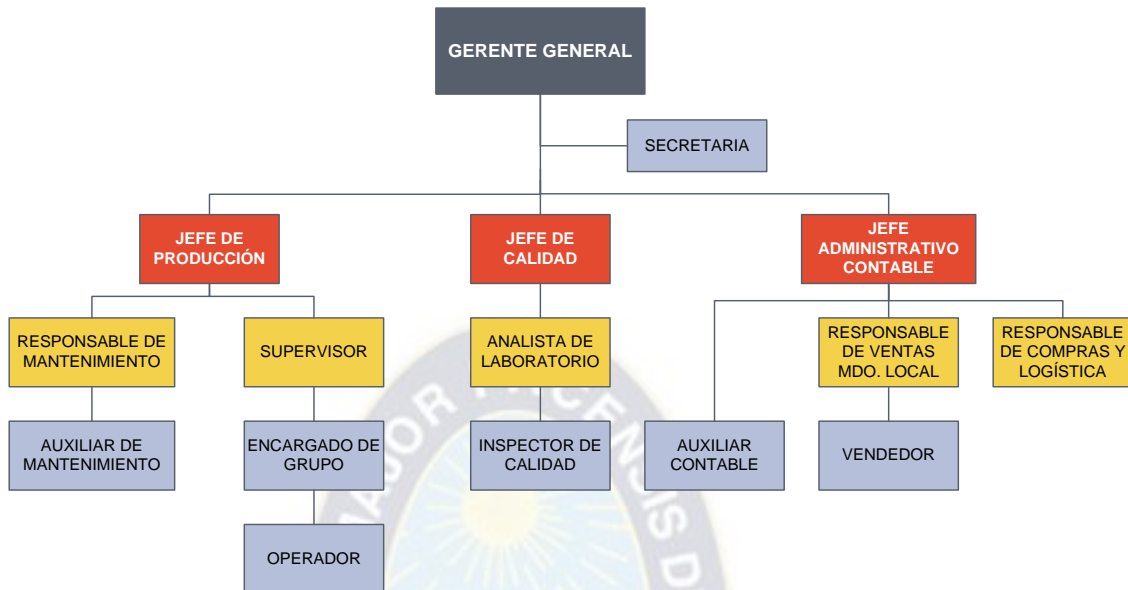 GERENTE GENERAL
SECRETARIA
JEFE DE
PRODUCCIÓN
JEFE DE
CALIDAD
JEFE
ADMINISTRATIVO
CONTABLE
RESPONSABLE DE
MANTENIMIENTO
SUPERVISOR
ANALISTA DE
LABORATORIO
RESPONSABLE
DE VENTAS
MDO. LOCAL
RESPONSABLE
DE COMPRAS Y
LOGÍSTICA
AUXILIAR DE
MANTENIMIENTO
ENCARGADO DE
GRUPO
INSPECTOR DE
CALIDAD
AUXILIAR
CONTABLE
VENDEDOR
OPERADOR